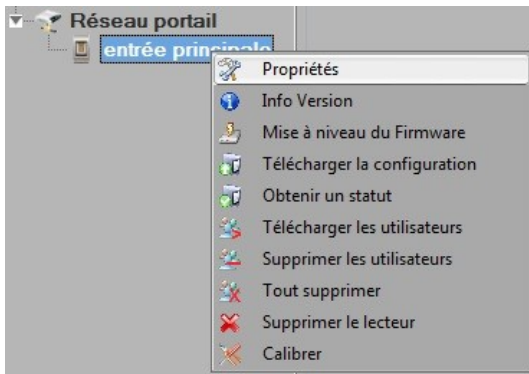 Réseau portail
entrée principale
Propriétés
Info Version
Mise à niveau du Firmware
Télécharger la configuration
Obtenir un statut
Télécharger les utilisateurs
Supprimer les utilisateurs
Tout supprimer
Supprimer le lecteur
Calibrer